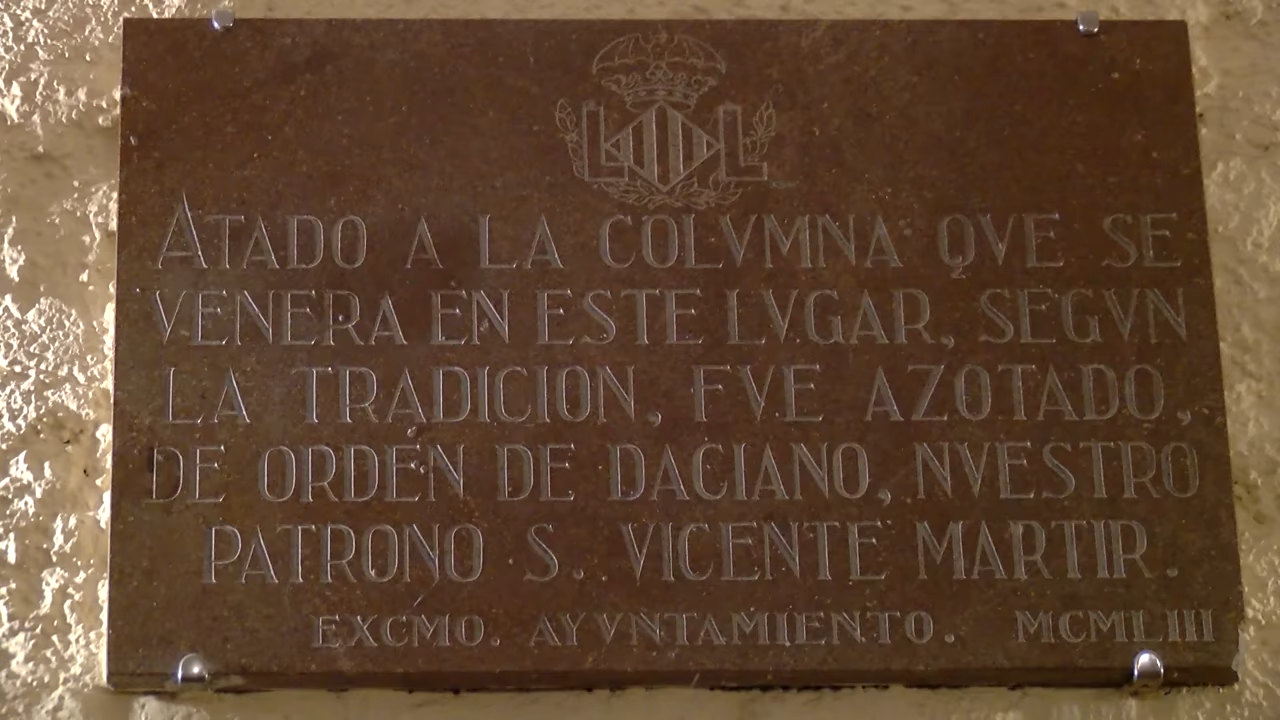 L L
ATADO A LA COLVMNA QVE SE
VENERA EN ESTE LVGAR, SEGVN
LA TRADICION, FVE AZOTADO,
DE ORDEN DE DACIANO, NVESTRO
PATRONO S. VICENTE MARTIR.
EXCMO. AYVNTAMIENTO. MCMLIII